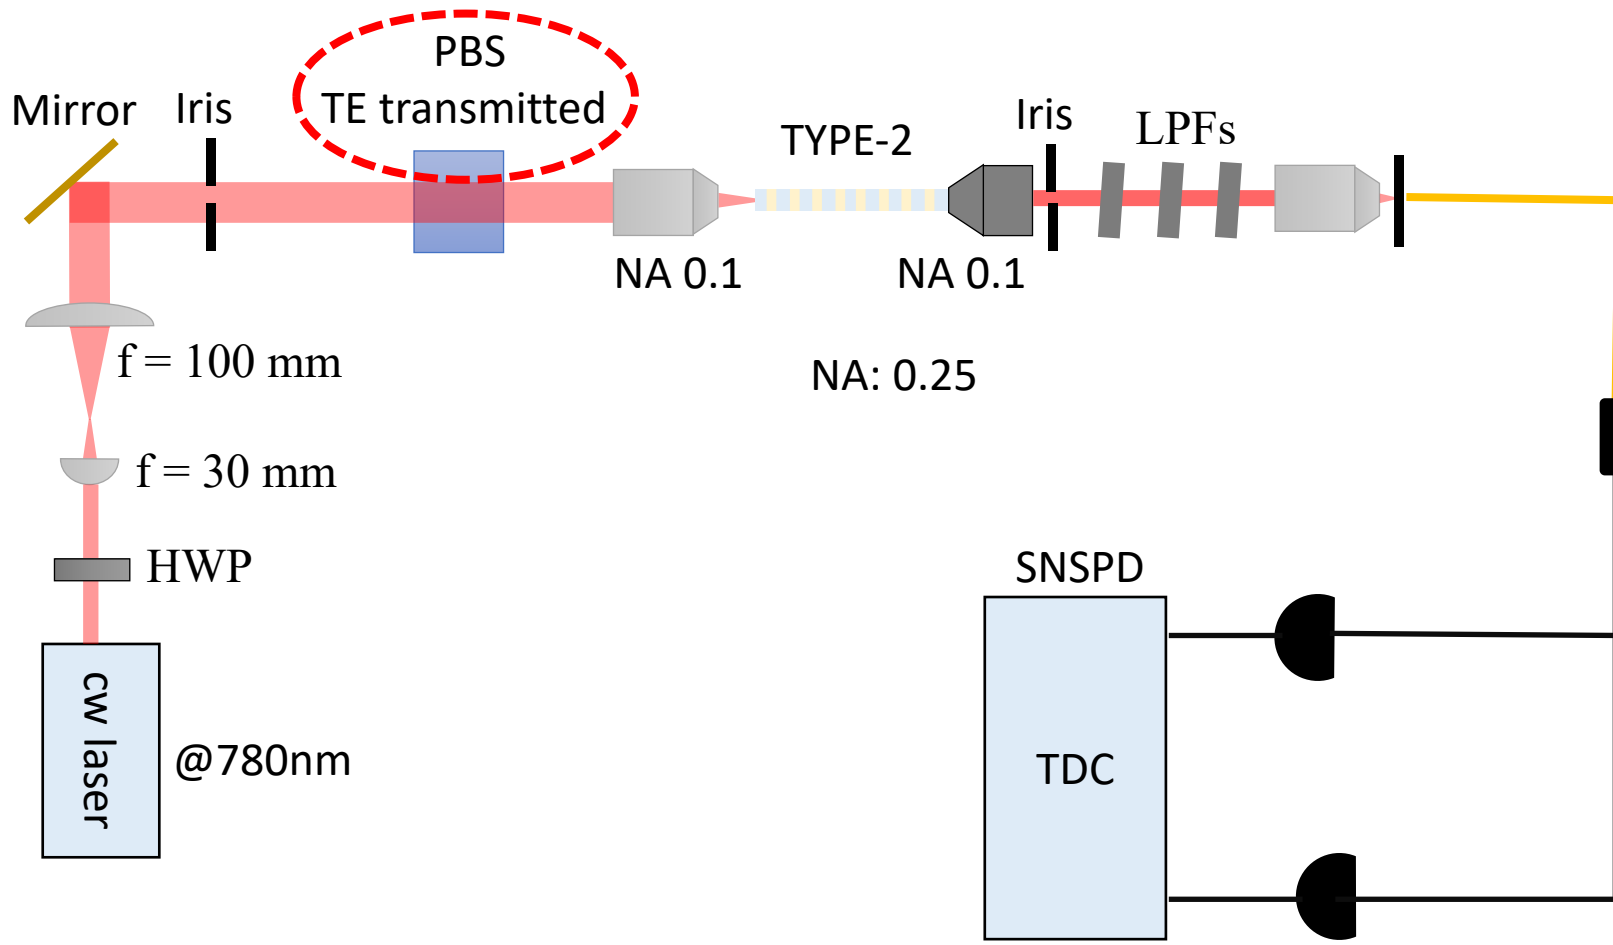 PBS
TE transmitted
Mirror
Iris
TYPE-2
Iris
LPFs
NA 0.1
NA 0.1
f = 100 mm
NA: 0.25
f = 30 mm
HWP
cw laser
@780nm
SNSPD
TDC